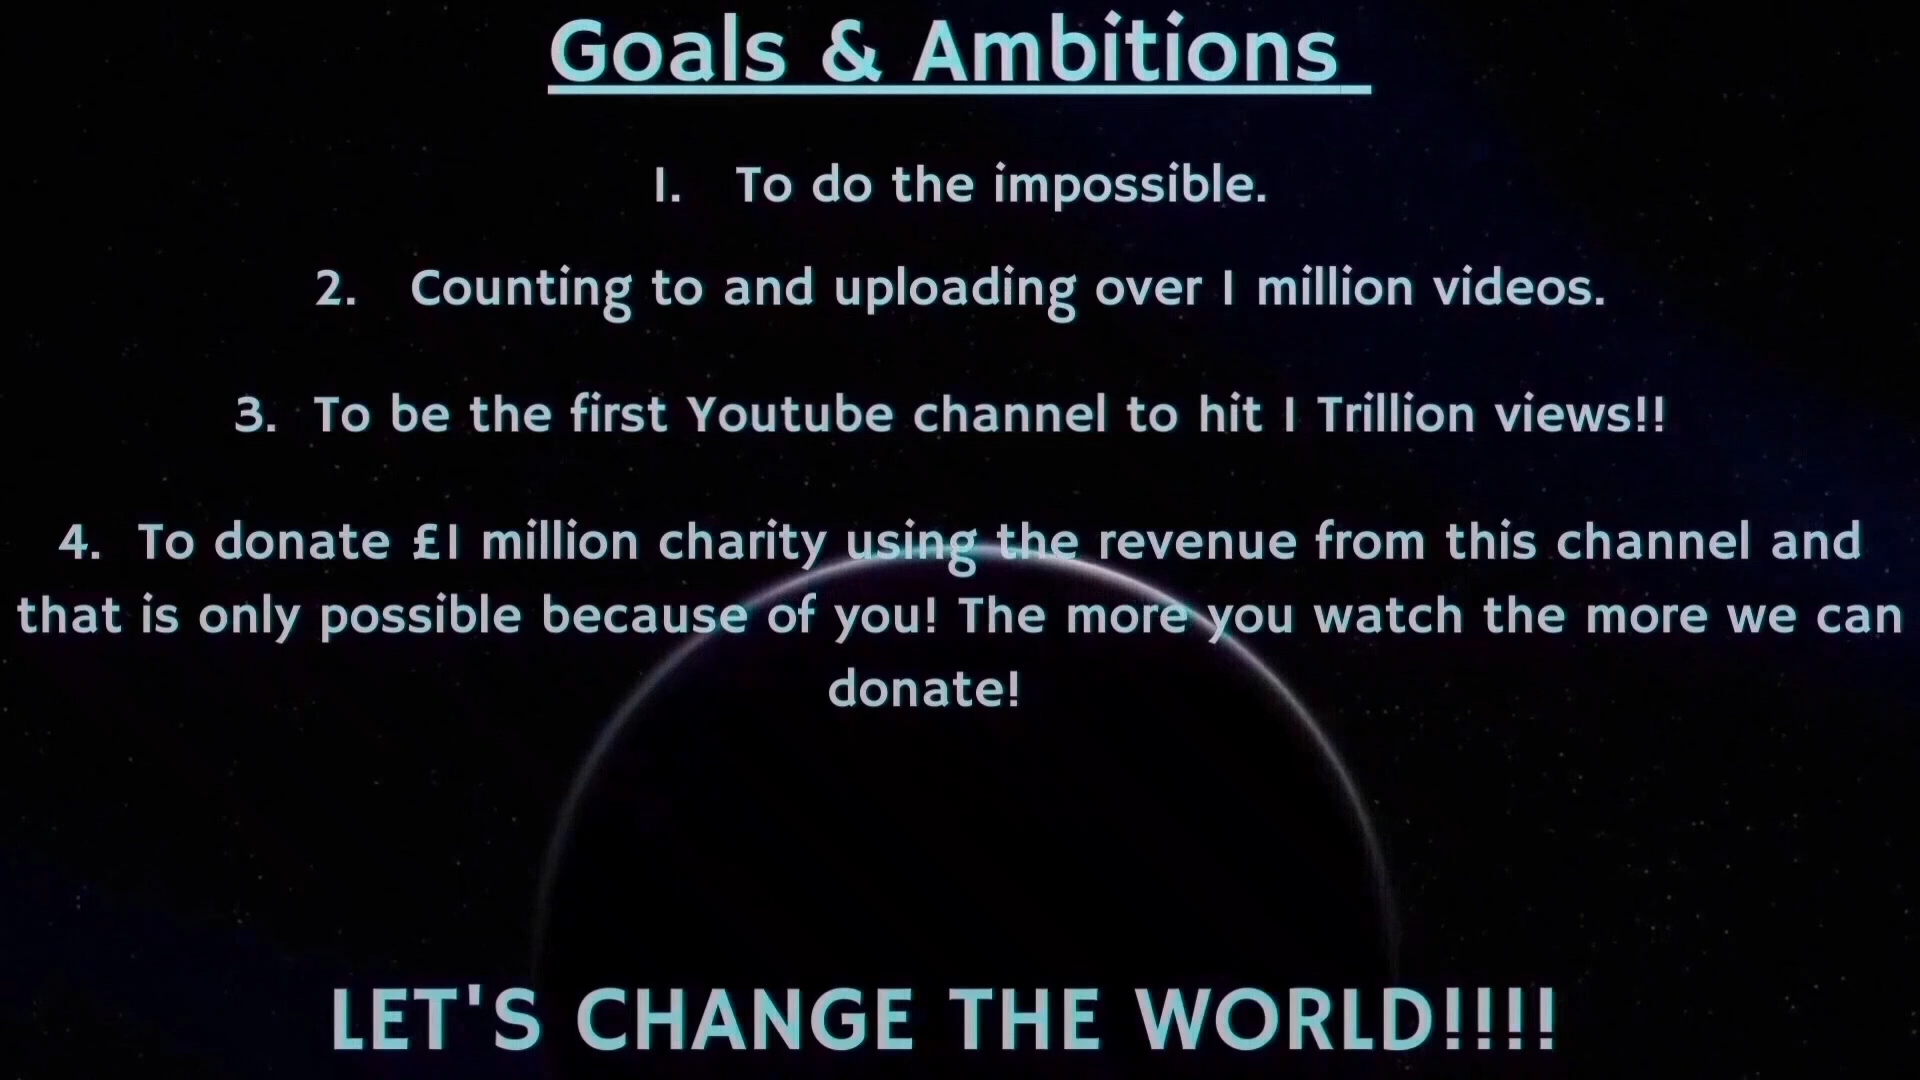 Goals & Ambitions
1. To do the impossible.
2. Counting to and uploading over 1 million videos.
3. To be the first Youtube channel to hit 1 Trillion views!!
4. To donate £1 million charity using the revenue from this channel and
that is only possible because of you! The more you watch the more we can
donate!
LET'S CHANGE THE WORLD!!!!